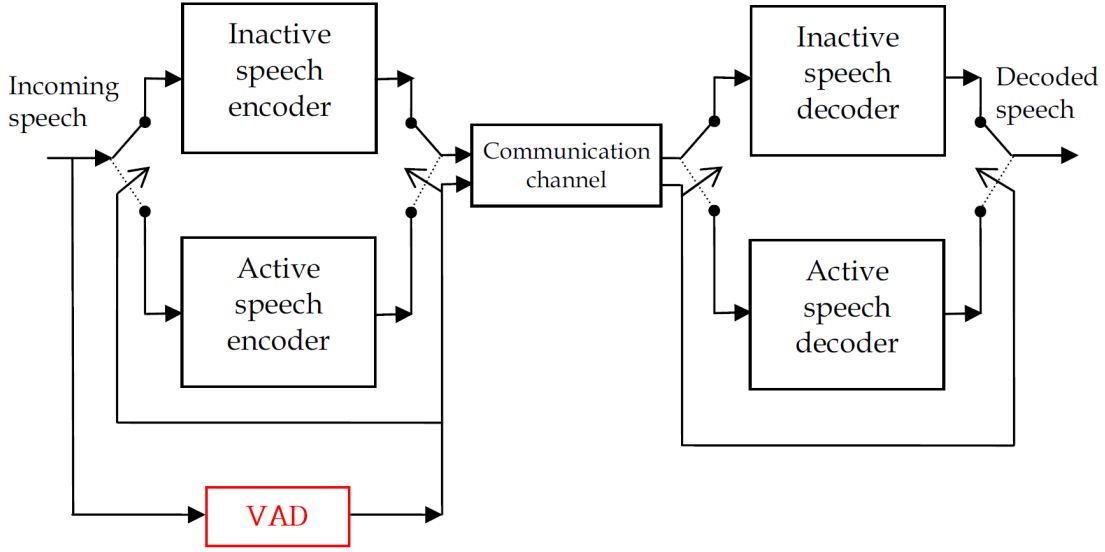 Incoming
speech
Inactive
speech
encoder
Active
speech
encoder
VAD
Communication
channel
Inactive
speech
decoder
Active
speech
decoder
Decoded
speech